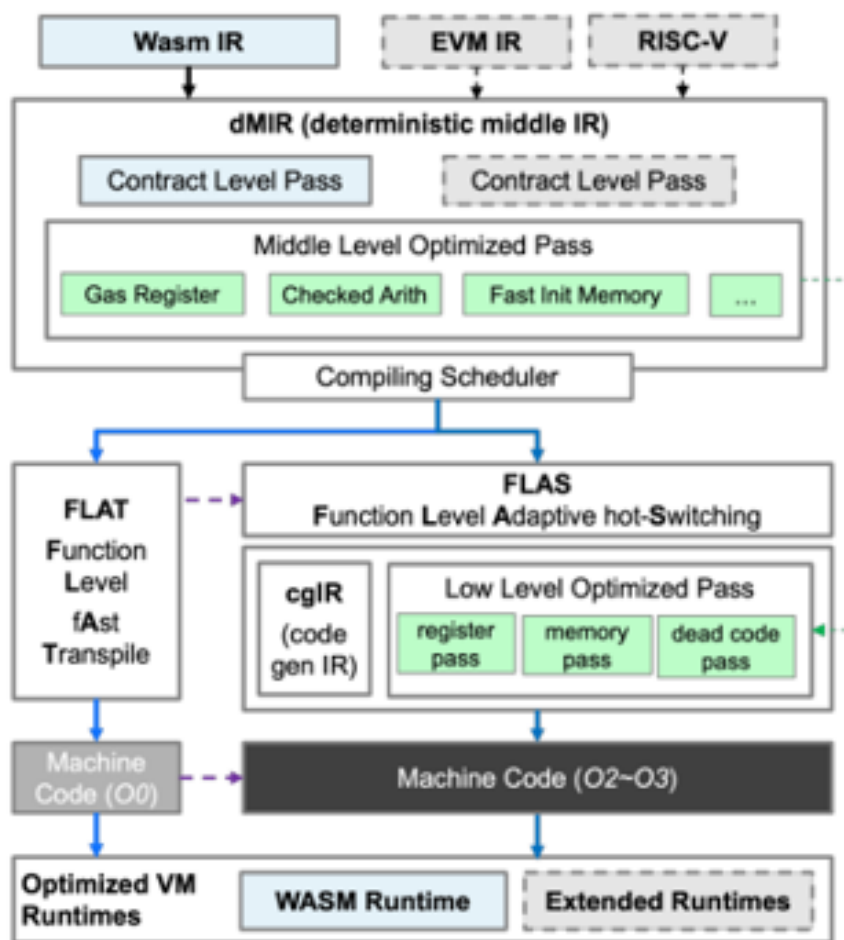 Wasm IR
EVM IR
RISC-V
dMIR (deterministic middle IR)
Contract Level Pass
Contract Level Pass
Middle Level Optimized Pass
Gas Register
Checked Arith
Fast Init Memory
...
Compiling Scheduler
FLAT
Function
Level
fAst
Transpile
FLAS
Function Level Adaptive hot-Switching
cgIR
(code
gen IR)
Low Level Optimized Pass
register
pass
memory
pass
dead code
pass
Machine
Code (O0)
Machine Code (O2~O3)
Optimized VM
Runtimes
WASM Runtime
Extended Runtimes